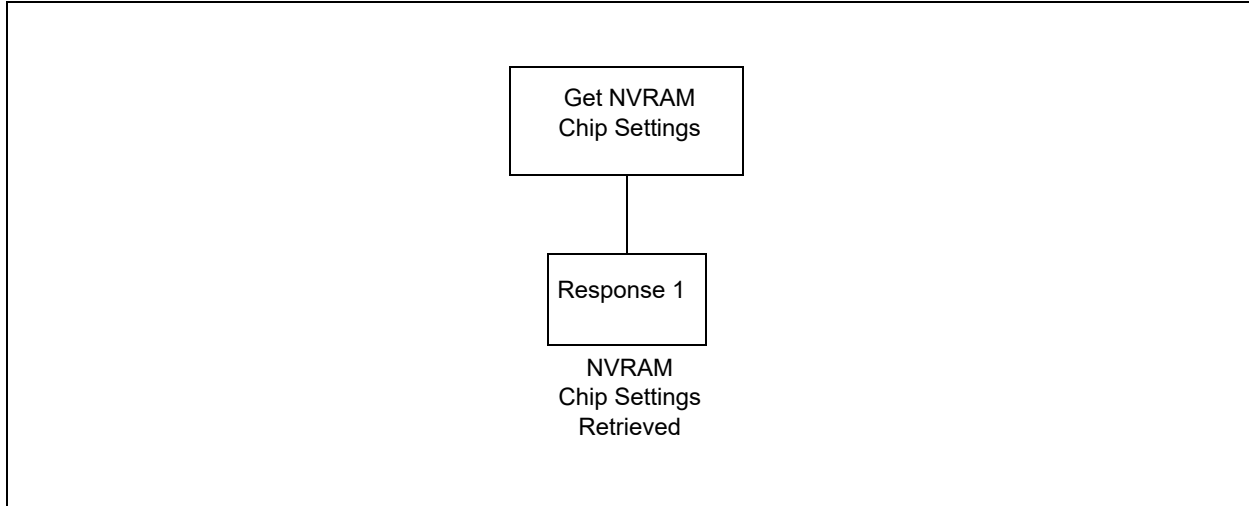 Get NVRAM
Chip Settings
Response 1
NVRAM
Chip Settings
Retrieved